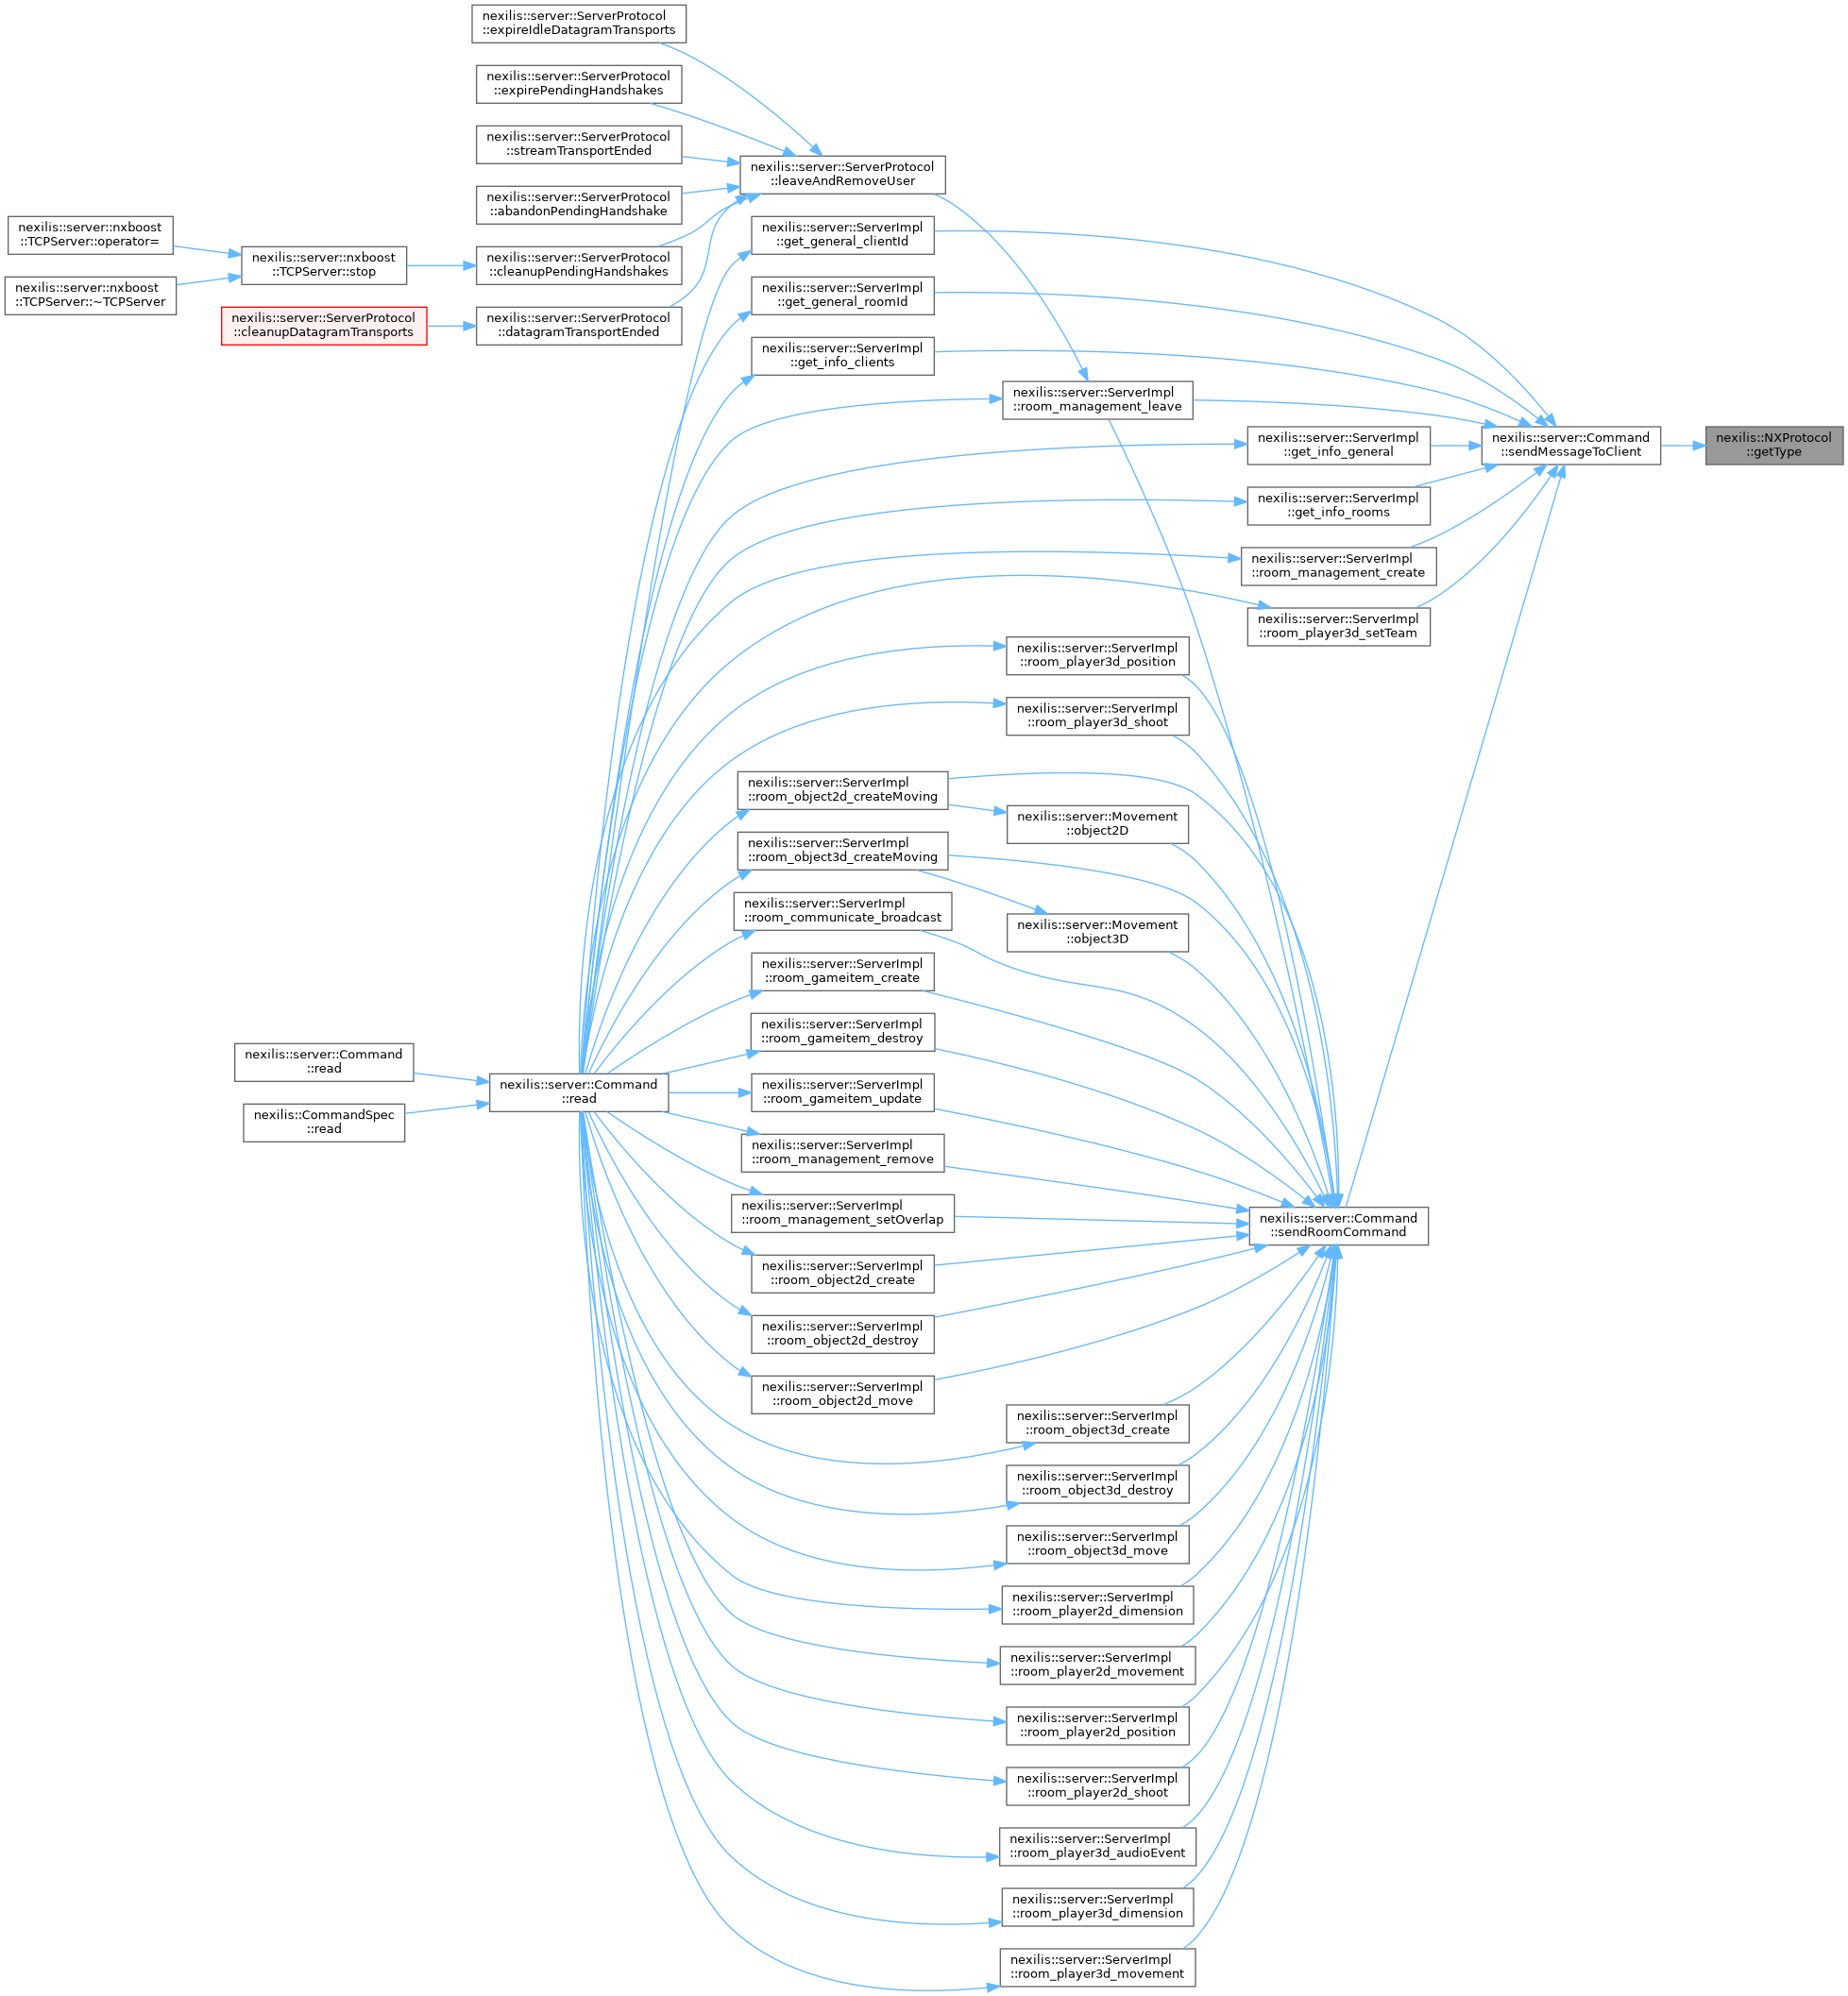 nexilis::server::ServerProtocol
::expireIdleDatagramTransports
nexilis::server::ServerProtocol
::expirePendingHandshakes
nexilis::server::ServerProtocol
::streamTransportEnded
nexilis::server::ServerProtocol
::leaveAndRemoveUser
nexilis::server::ServerProtocol
::abandonPendingHandshake
nexilis::server::nxboost
::TCPServer::operator=
nexilis::server::nxboost
::TCPServer::~TCPServer
nexilis::server::nxboost
::TCPServer::stop
nexilis::server::ServerProtocol
::cleanupPendingHandshakes
nexilis::server::ServerProtocol
::cleanupDatagramTransports
nexilis::server::ServerProtocol
::datagramTransportEnded
nexilis::server::ServerImpl
::get_general_clientId
nexilis::server::ServerImpl
::get_general_roomId
nexilis::server::ServerImpl
::get_info_clients
nexilis::server::ServerImpl
::room_management_leave
nexilis::server::ServerImpl
::get_info_general
nexilis::server::Command
::sendMessageToClient
nexilis::NXProtocol
::getType
nexilis::server::ServerImpl
::get_info_rooms
nexilis::server::ServerImpl
::room_management_create
nexilis::server::ServerImpl
::room_player3d_setTeam
nexilis::server::ServerImpl
::room_player3d_position
nexilis::server::ServerImpl
::room_player3d_shoot
nexilis::server::ServerImpl
::room_object2d_createMoving
nexilis::server::Movement
::object2D
nexilis::server::ServerImpl
::room_object3d_createMoving
nexilis::server::ServerImpl
::room_communicate_broadcast
nexilis::server::Movement
::object3D
nexilis::server::ServerImpl
::room_gameitem_create
nexilis::server::ServerImpl
::room_gameitem_destroy
nexilis::server::Command
::read
nexilis::CommandSpec
::read
nexilis::server::Command
::read
nexilis::server::ServerImpl
::room_gameitem_update
nexilis::server::ServerImpl
::room_management_remove
nexilis::server::ServerImpl
::room_management_setOverlap
nexilis::server::Command
::sendRoomCommand
nexilis::server::ServerImpl
::room_object2d_create
nexilis::server::ServerImpl
::room_object2d_destroy
nexilis::server::ServerImpl
::room_object2d_move
nexilis::server::ServerImpl
::room_object3d_create
nexilis::server::ServerImpl
::room_object3d_destroy
nexilis::server::ServerImpl
::room_object3d_move
nexilis::server::ServerImpl
::room_player2d_dimension
nexilis::server::ServerImpl
::room_player2d_movement
nexilis::server::ServerImpl
::room_player2d_position
nexilis::server::ServerImpl
::room_player2d_shoot
nexilis::server::ServerImpl
::room_player3d_audioEvent
nexilis::server::ServerImpl
::room_player3d_dimension
nexilis::server::ServerImpl
::room_player3d_movement